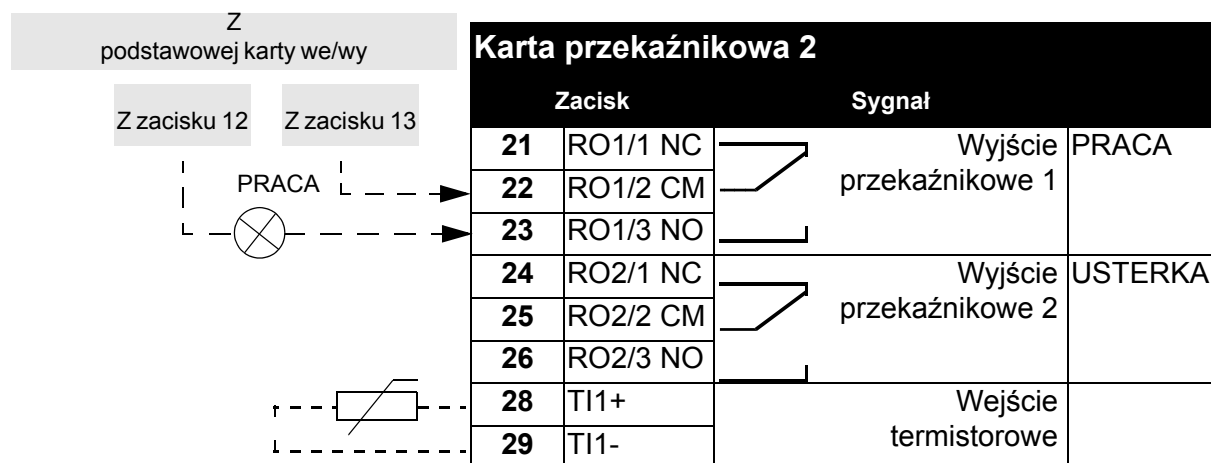 Z
podstawowej karty we/wy
Z zacisku 12
Z zacisku 13
PRACA
Karta przekaźnikowa 2
Zacisk Sygnał
21 RO1/1 NC Wyjście PRACA
22 RO1/2 CM przekaźnikowe 1
23 RO1/3 NO
24 RO2/1 NC Wyjście USTERKA
25 RO2/2 CM przekaźnikowe 2
26 RO2/3 NO
28 TI1+ Wejście
29 TI1- termistorowe